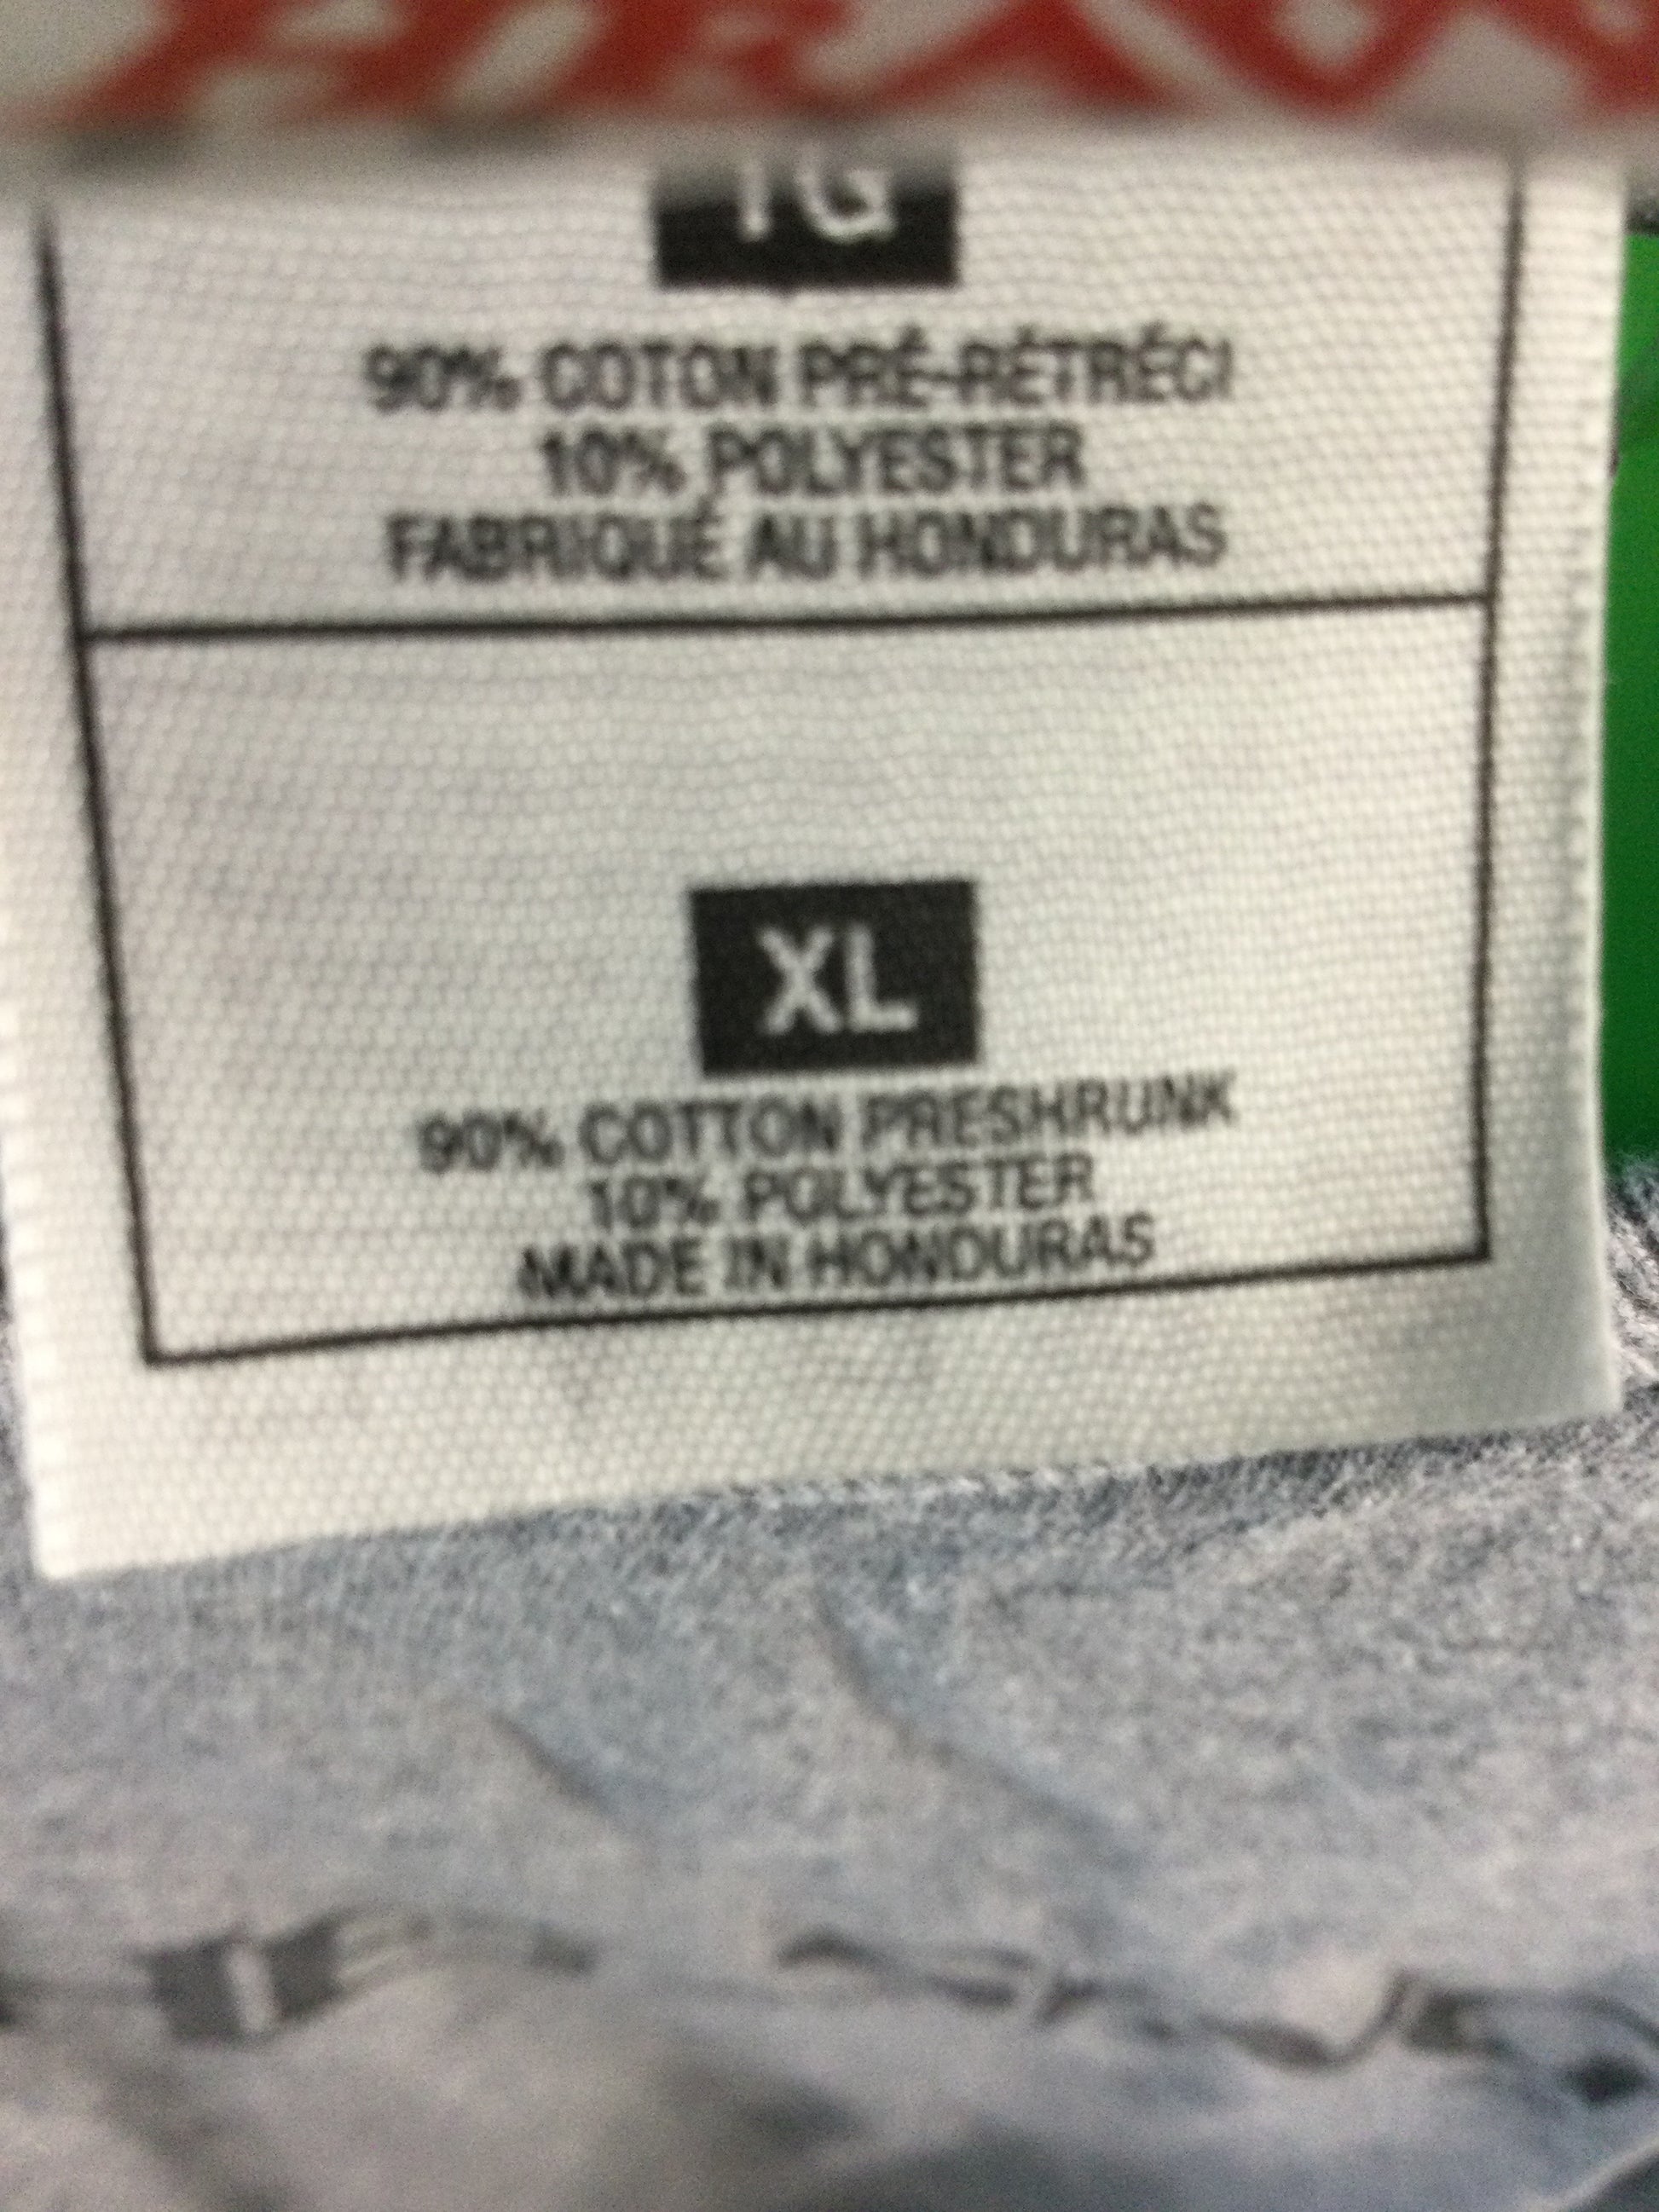 TG
90% COTON PRÉ-RÉTRÉCI
10% POLYESTER
FABRIQUÉ AU HONDURAS
XL
90% COTTON PRESHRUNK
10% POLYESTER
MADE IN HONDURAS